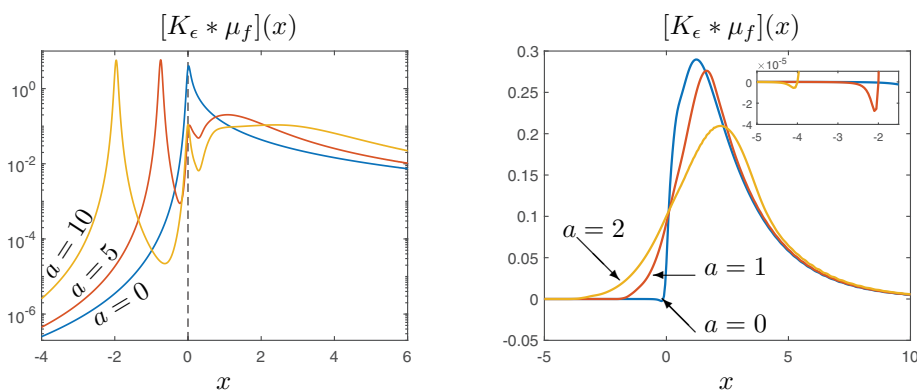 [K_ϵ * μ_f](x)
10^0
10^-2
10^-4
10^-6
a = 10
a = 5
a = 0
-4 -2 0 2 4 6
x
[K_ϵ * μ_f](x)
0.3
0.25
0.2
0.15
0.1
0.05
0
-0.05
×10^-5
0
-2
-4
-5 -4 -3 -2
a = 2
a = 1
a = 0
-5 0 5 10
x